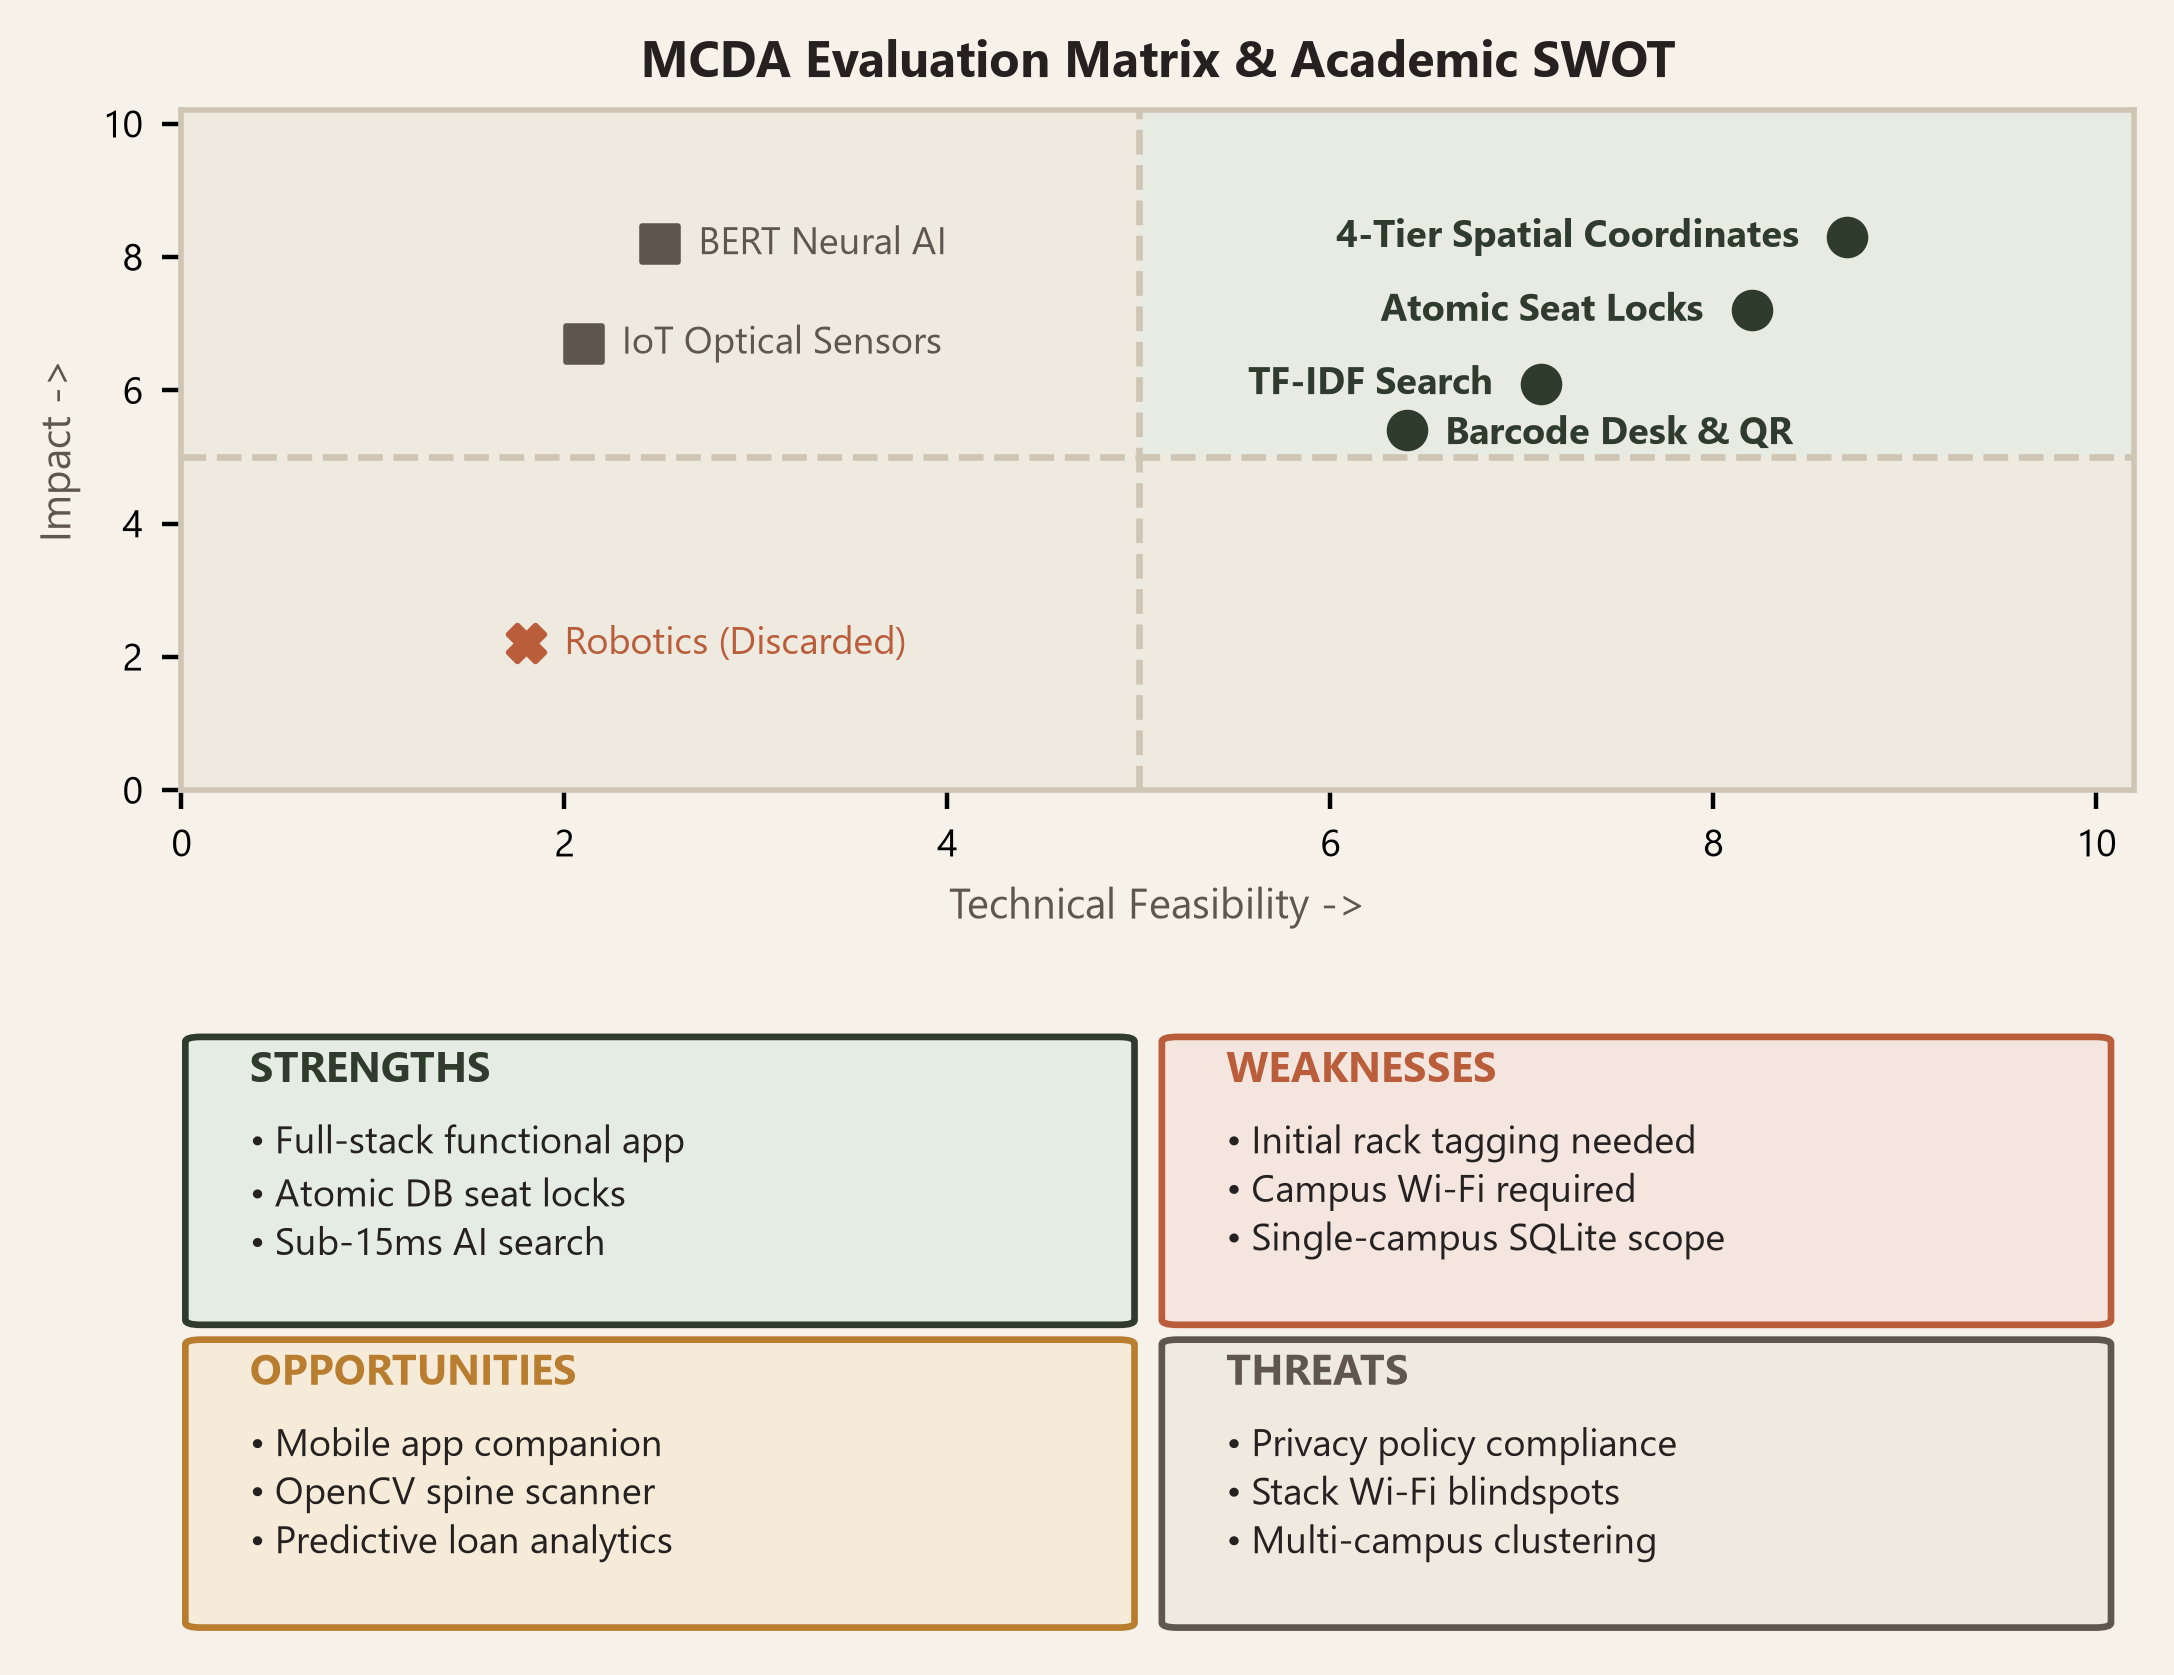 MCDA Evaluation Matrix & Academic SWOT
10
8
6
4
2
0
Impact ->
BERT Neural AI
IoT Optical Sensors
Robotics (Discarded)
4-Tier Spatial Coordinates
Atomic Seat Locks
TF-IDF Search
Barcode Desk & QR
0 2 4 6 8 10
Technical Feasibility ->
STRENGTHS
• Full-stack functional app
• Atomic DB seat locks
• Sub-15ms AI search
WEAKNESSES
• Initial rack tagging needed
• Campus Wi-Fi required
• Single-campus SQLite scope
OPPORTUNITIES
• Mobile app companion
• OpenCV spine scanner
• Predictive loan analytics
THREATS
• Privacy policy compliance
• Stack Wi-Fi blindspots
• Multi-campus clustering